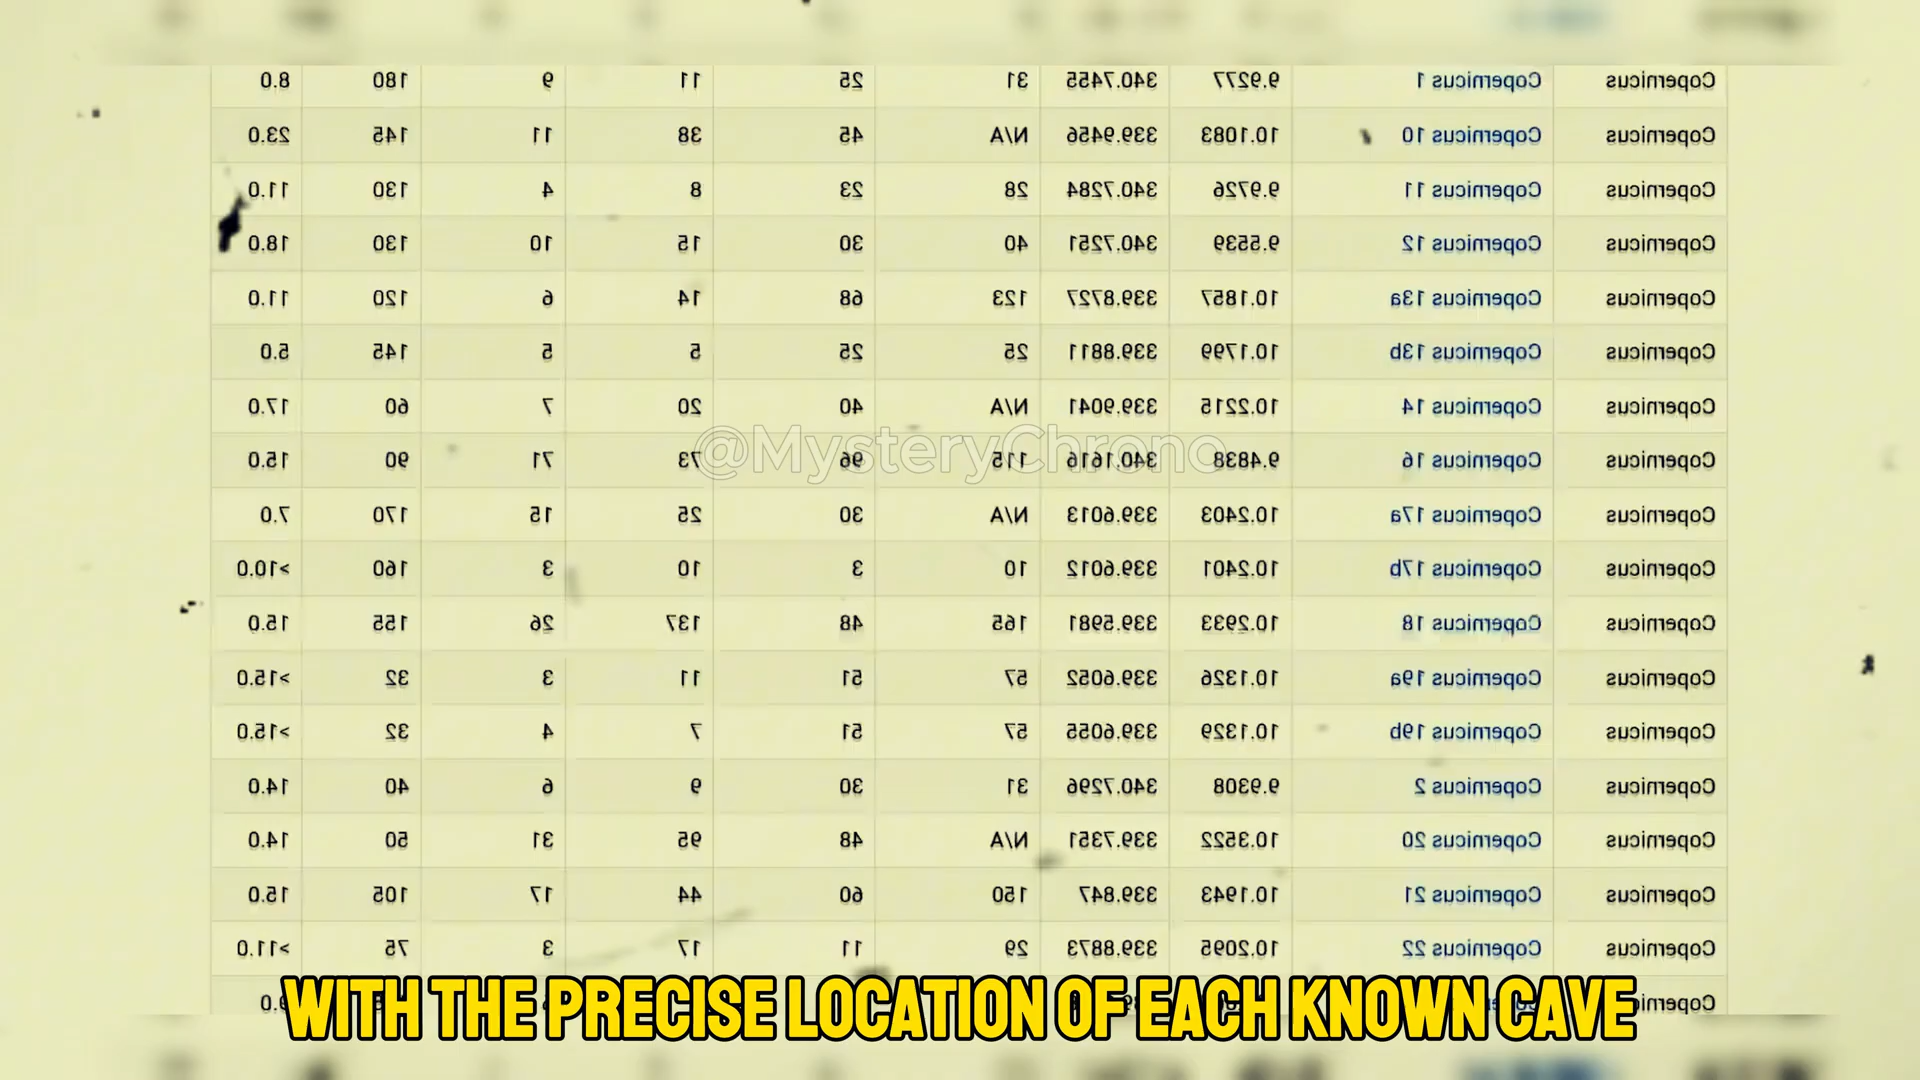 Copernicus Copernicus 1 9.9277 340.7455 31 25 11 9 180 8.0
Copernicus Copernicus 10 10.1083 339.9456 N/A 45 38 11 145 23.0
Copernicus Copernicus 11 9.9726 340.7284 28 23 8 4 130 11.0
Copernicus Copernicus 12 9.5539 340.7251 40 30 15 10 130 18.0
Copernicus Copernicus 13a 10.1857 339.8727 123 68 14 6 120 11.0
Copernicus Copernicus 13b 10.1799 339.8811 25 25 5 5 145 5.0
Copernicus Copernicus 14 10.2215 339.9041 N/A 40 20 7 60 17.0
@MysteryChrono
Copernicus Copernicus 16 9.4838 340.1616 115 96 73 71 90 15.0
Copernicus Copernicus 17a 10.2403 339.6013 N/A 30 25 15 170 7.0
Copernicus Copernicus 17b 10.2401 339.6012 10 3 10 3 160 >10.0
Copernicus Copernicus 18 10.2933 339.5981 165 48 137 26 155 15.0
Copernicus Copernicus 19a 10.1326 339.6052 57 51 11 3 32 >15.0
Copernicus Copernicus 19b 10.1329 339.6055 57 51 7 4 32 >15.0
Copernicus Copernicus 2 9.9308 340.7296 31 30 9 6 40 14.0
Copernicus Copernicus 20 10.3522 339.7351 N/A 48 95 31 50 14.0
Copernicus Copernicus 21 10.1943 339.847 150 60 44 17 105 15.0
Copernicus Copernicus 22 10.2095 339.8873 29 11 17 3 75 >11.0
Copernicus
WITH THE PRECISE LOCATION OF EACH KNOWN CAVE